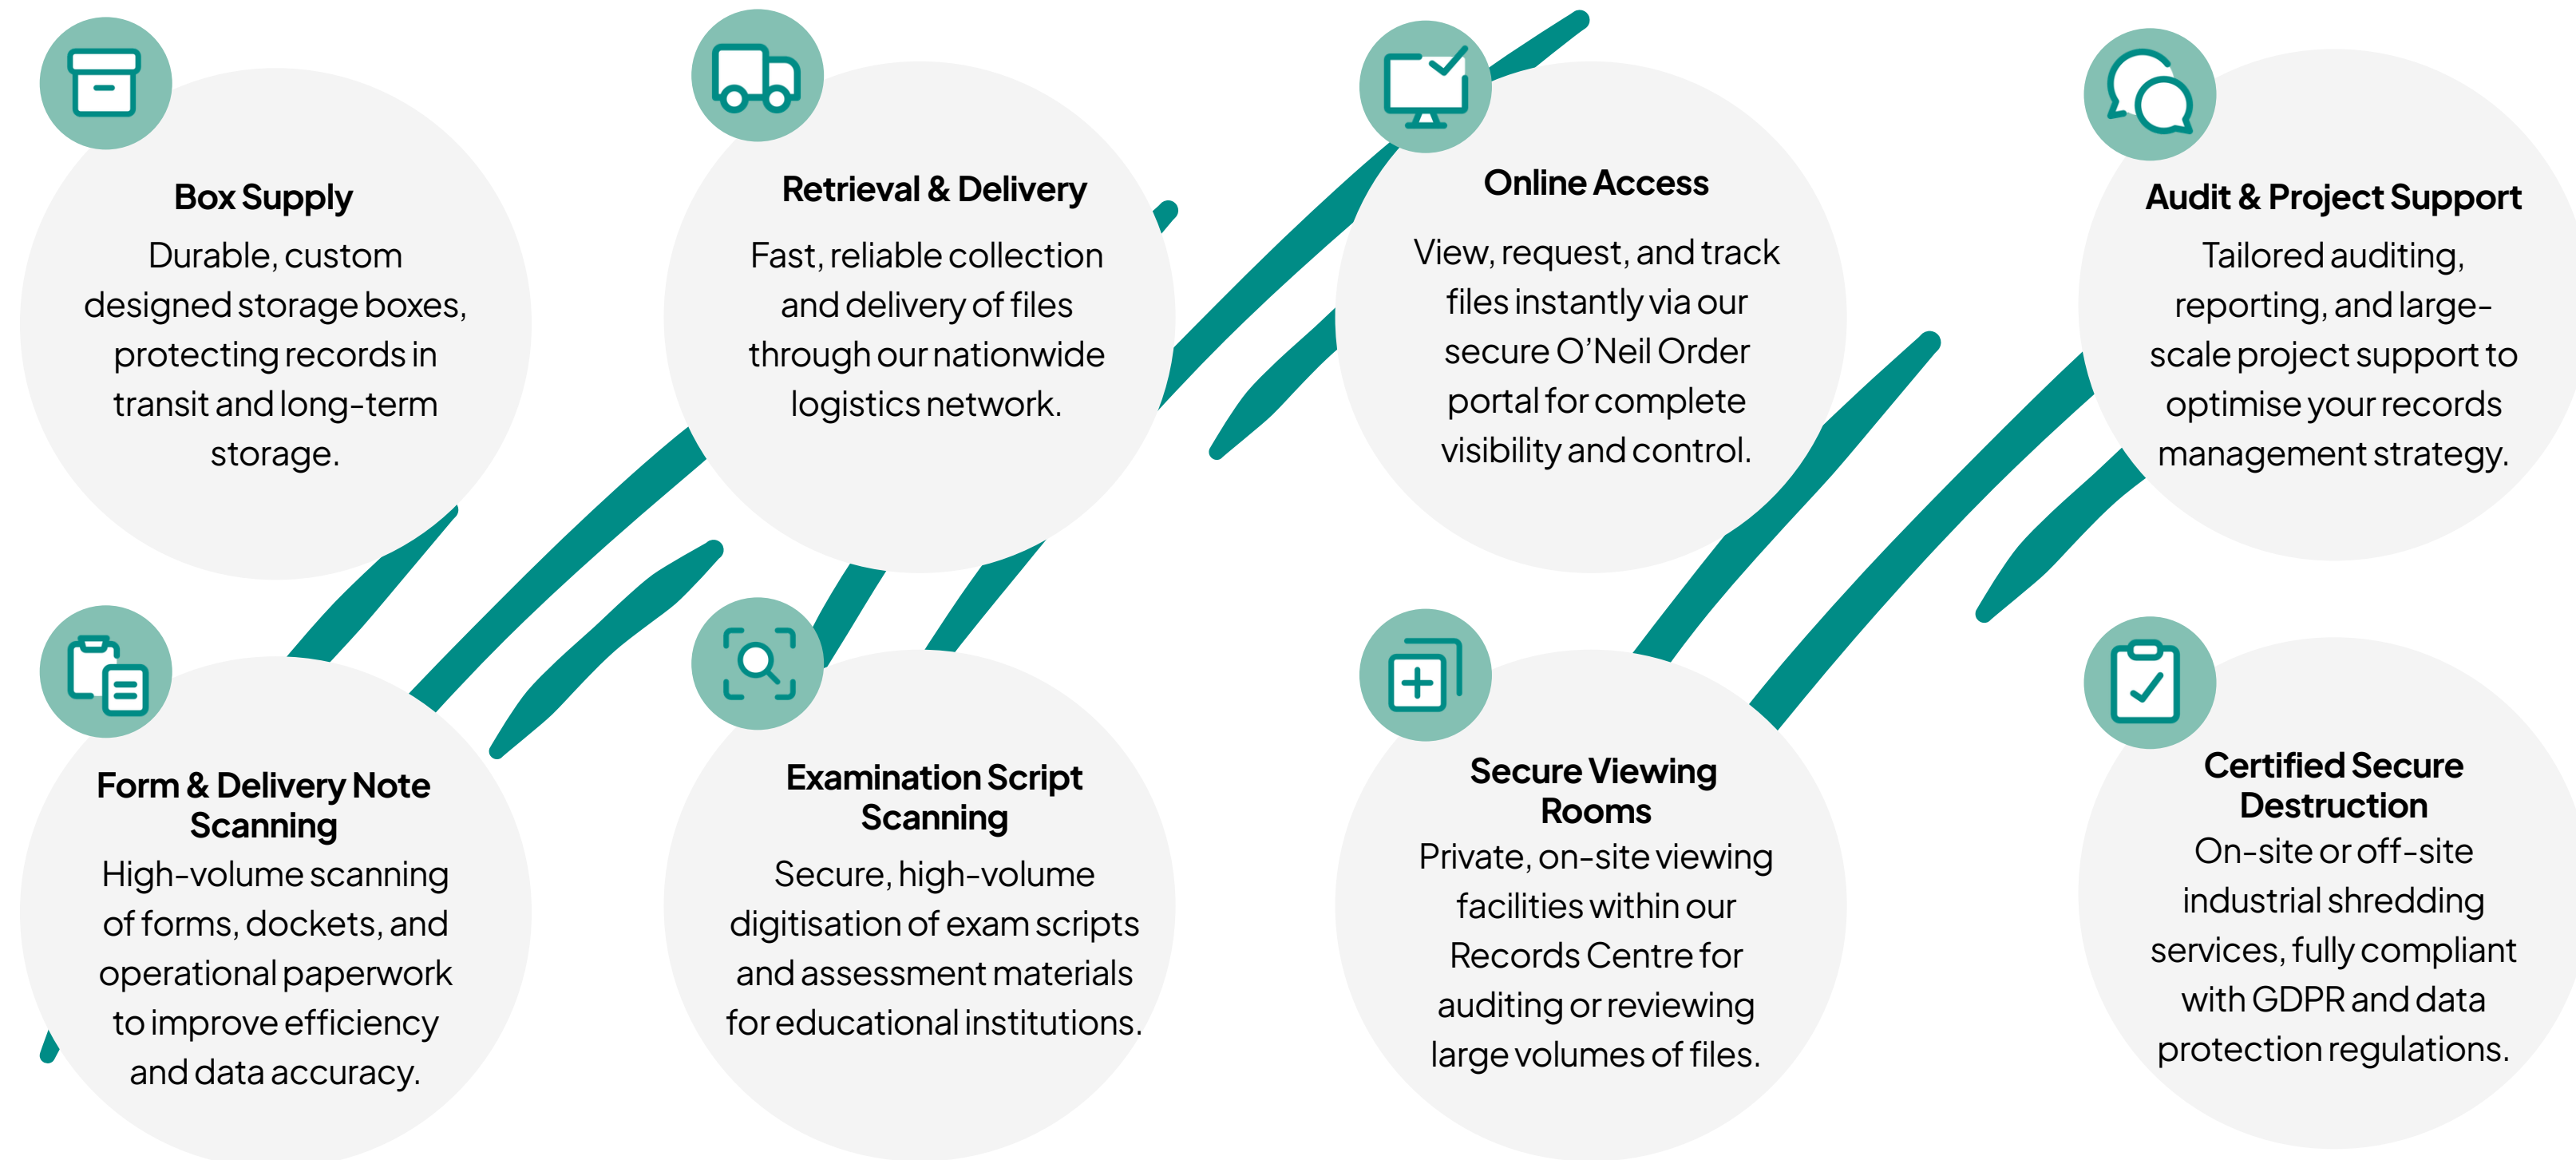 Box Supply
Durable, custom
designed storage boxes,
protecting records in
transit and long-term
storage.
Retrieval & Delivery
Fast, reliable collection
and delivery of files
through our nationwide
logistics network.
Online Access
View, request, and track
files instantly via our
secure O’Neil Order
portal for complete
visibility and control.
Audit & Project Support
Tailored auditing,
reporting, and large-
scale project support to
optimise your records
management strategy.
Form & Delivery Note
Scanning
High-volume scanning
of forms, dockets, and
operational paperwork
to improve efficiency
and data accuracy.
Examination Script
Scanning
Secure, high-volume
digitisation of exam scripts
and assessment materials
for educational institutions.
Secure Viewing
Rooms
Private, on-site viewing
facilities within our
Records Centre for
auditing or reviewing
large volumes of files.
Certified Secure
Destruction
On-site or off-site
industrial shredding
services, fully compliant
with GDPR and data
protection regulations.